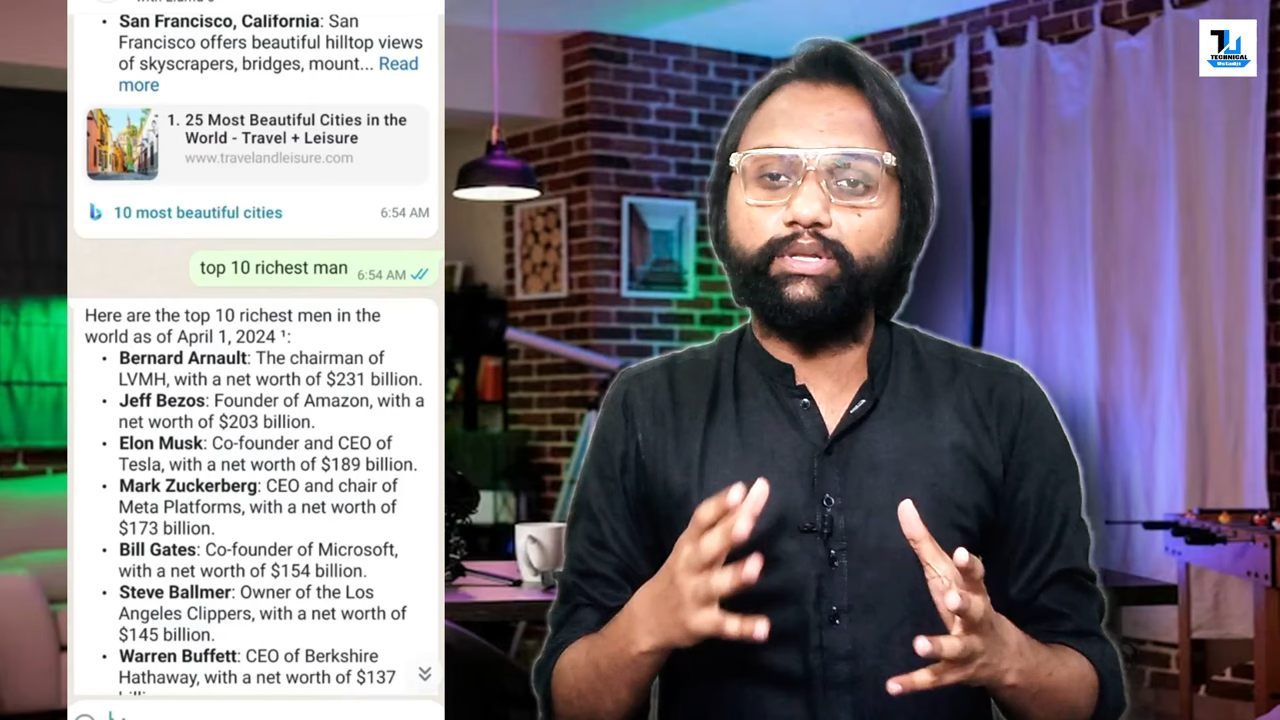 • San Francisco, California: San
Francisco offers beautiful hilltop views
of skyscrapers, bridges, mount... Read
more
1. 25 Most Beautiful Cities in the
World - Travel + Leisure
www.travelandleisure.com
10 most beautiful cities 6:54 AM
top 10 richest man 6:54 AM
Here are the top 10 richest men in the
world as of April 1, 2024 ¹:
• Bernard Arnault: The chairman of
LVMH, with a net worth of $231 billion.
• Jeff Bezos: Founder of Amazon, with a
net worth of $203 billion.
• Elon Musk: Co-founder and CEO of
Tesla, with a net worth of $189 billion.
• Mark Zuckerberg: CEO and chair of
Meta Platforms, with a net worth of
$173 billion.
• Bill Gates: Co-founder of Microsoft,
with a net worth of $154 billion.
• Steve Ballmer: Owner of the Los
Angeles Clippers, with a net worth of
$145 billion.
• Warren Buffett: CEO of Berkshire
Hathaway, with a net worth of $137
TECHNICAL